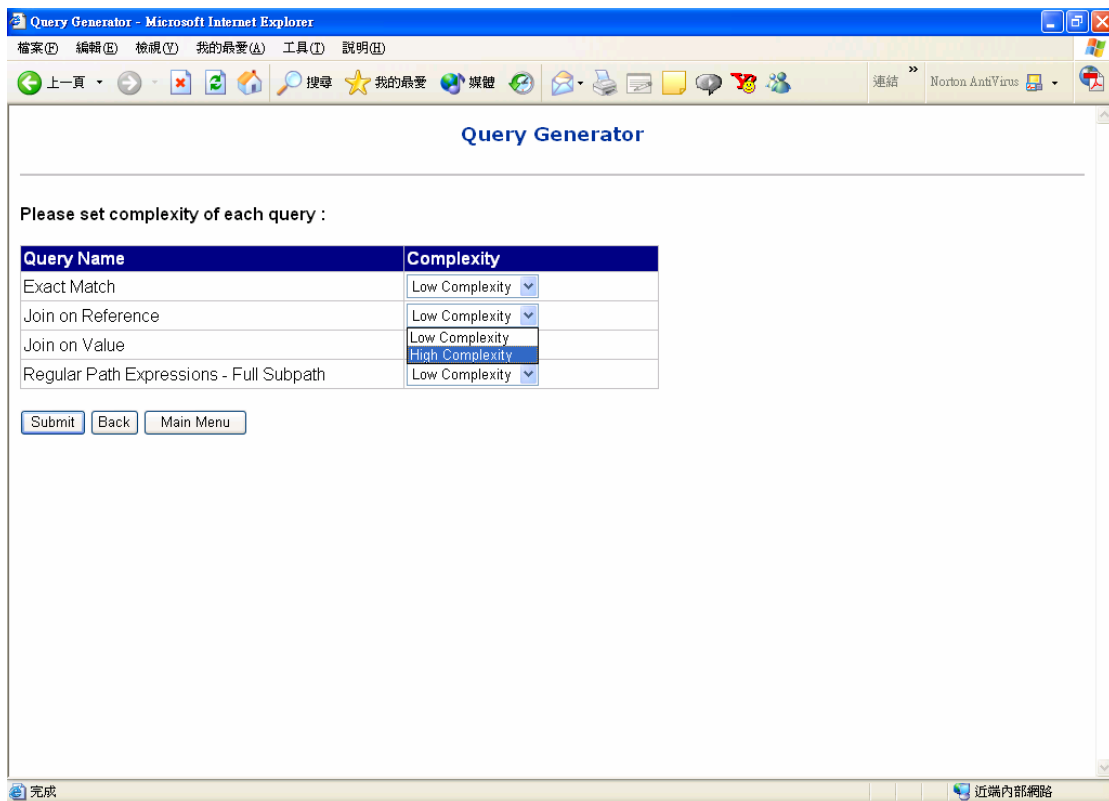 Query Generator - Microsoft Internet Explorer
檔案(F) 編輯(E) 檢視(V) 我的最愛(A) 工具(T) 說明(H)
上一頁 搜尋 我的最愛 媒體 連結 » Norton AntiVirus
Query Generator
Please set complexity of each query :
Query Name Complexity
Exact Match Low Complexity
Join on Reference Low Complexity
Low Complexity
Join on Value
High Complexity
Regular Path Expressions - Full Subpath Low Complexity
Submit Back Main Menu
完成 近端內部網路